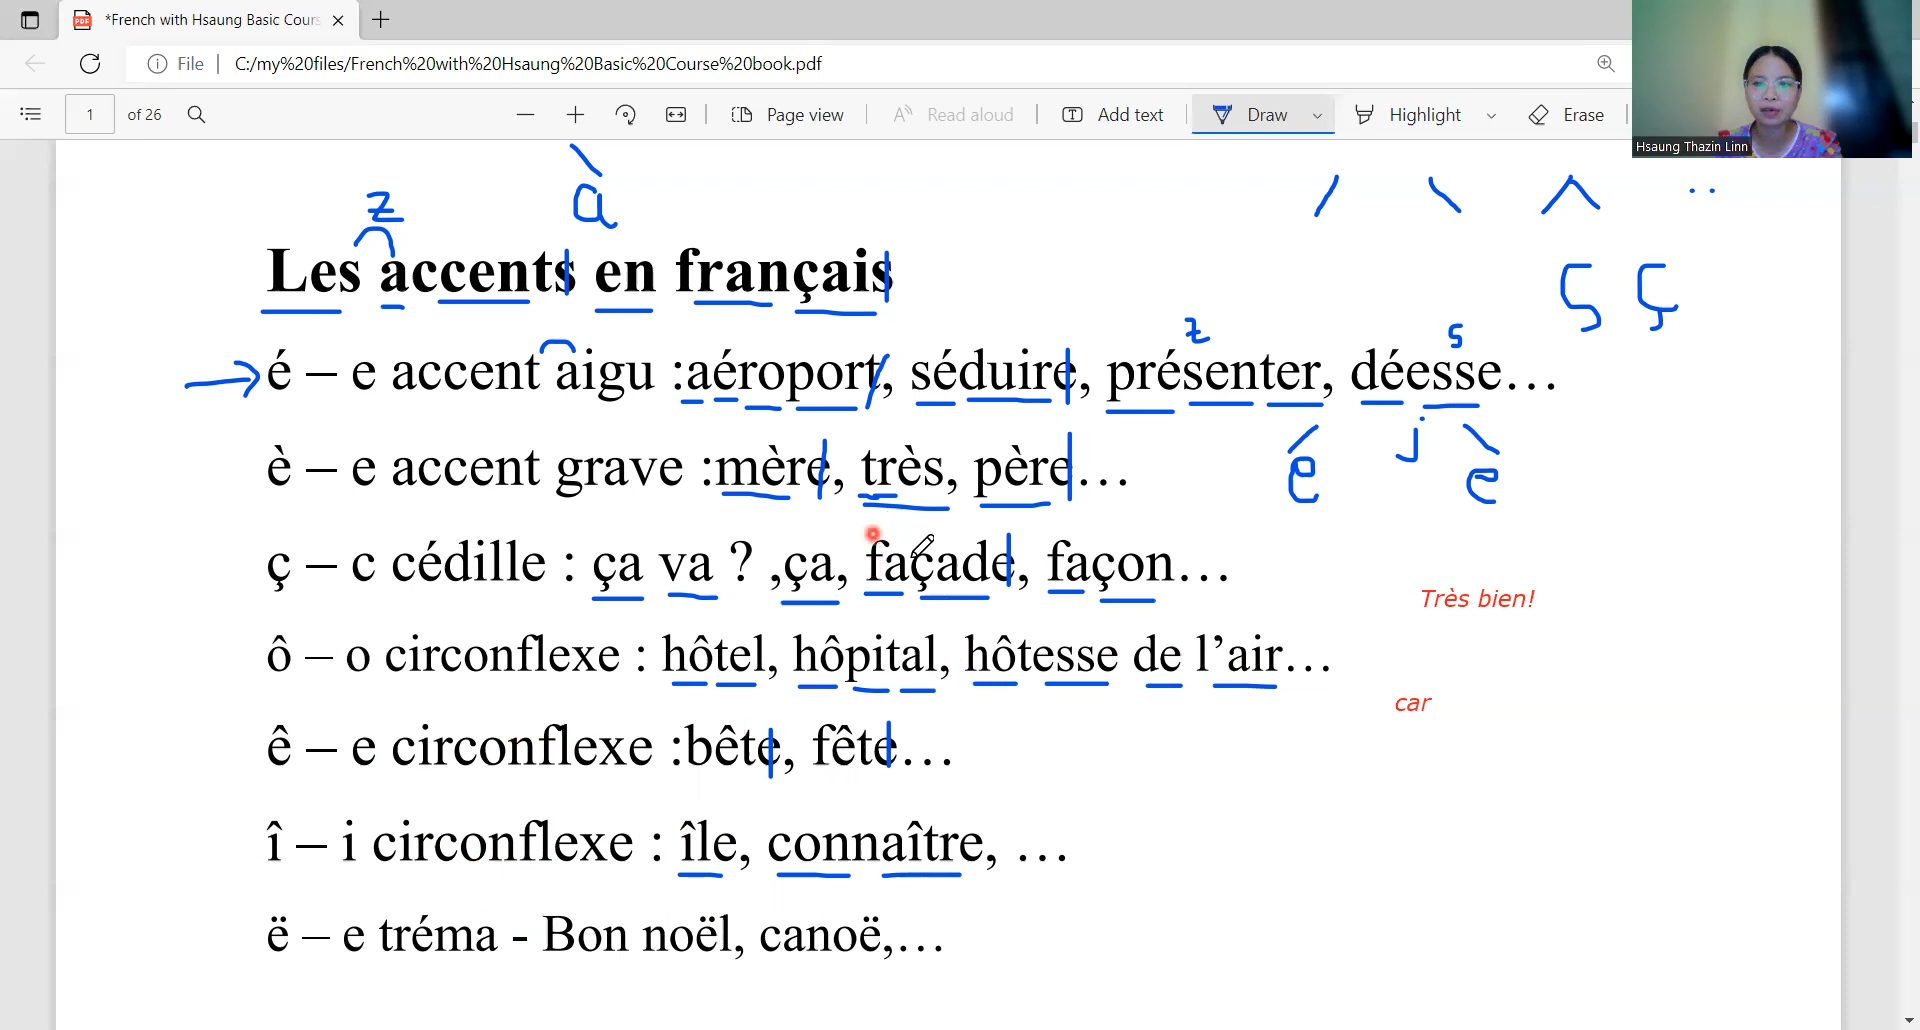 *French with Hsaung Basic Cours
File C:/my%20files/French%20with%20Hsaung%20Basic%20Course%20book.pdf
1 of 26 Page view Read aloud Add text Draw Highlight Erase
Hsaung Thazin Linn
z à
Les accents en français
ç ç
z s
é – e accent aigu :aéroport, séduire, présenter, déesse…
é j è
è – e accent grave :mère, très, père…
ç – c cédille : ça va ? ,ça, façade, façon…
Très bien!
ô – o circonflexe : hôtel, hôpital, hôtesse de l’air…
car
ê – e circonflexe :bête, fête…
î – i circonflexe : île, connaître, …
ë – e tréma - Bon noël, canoë,…